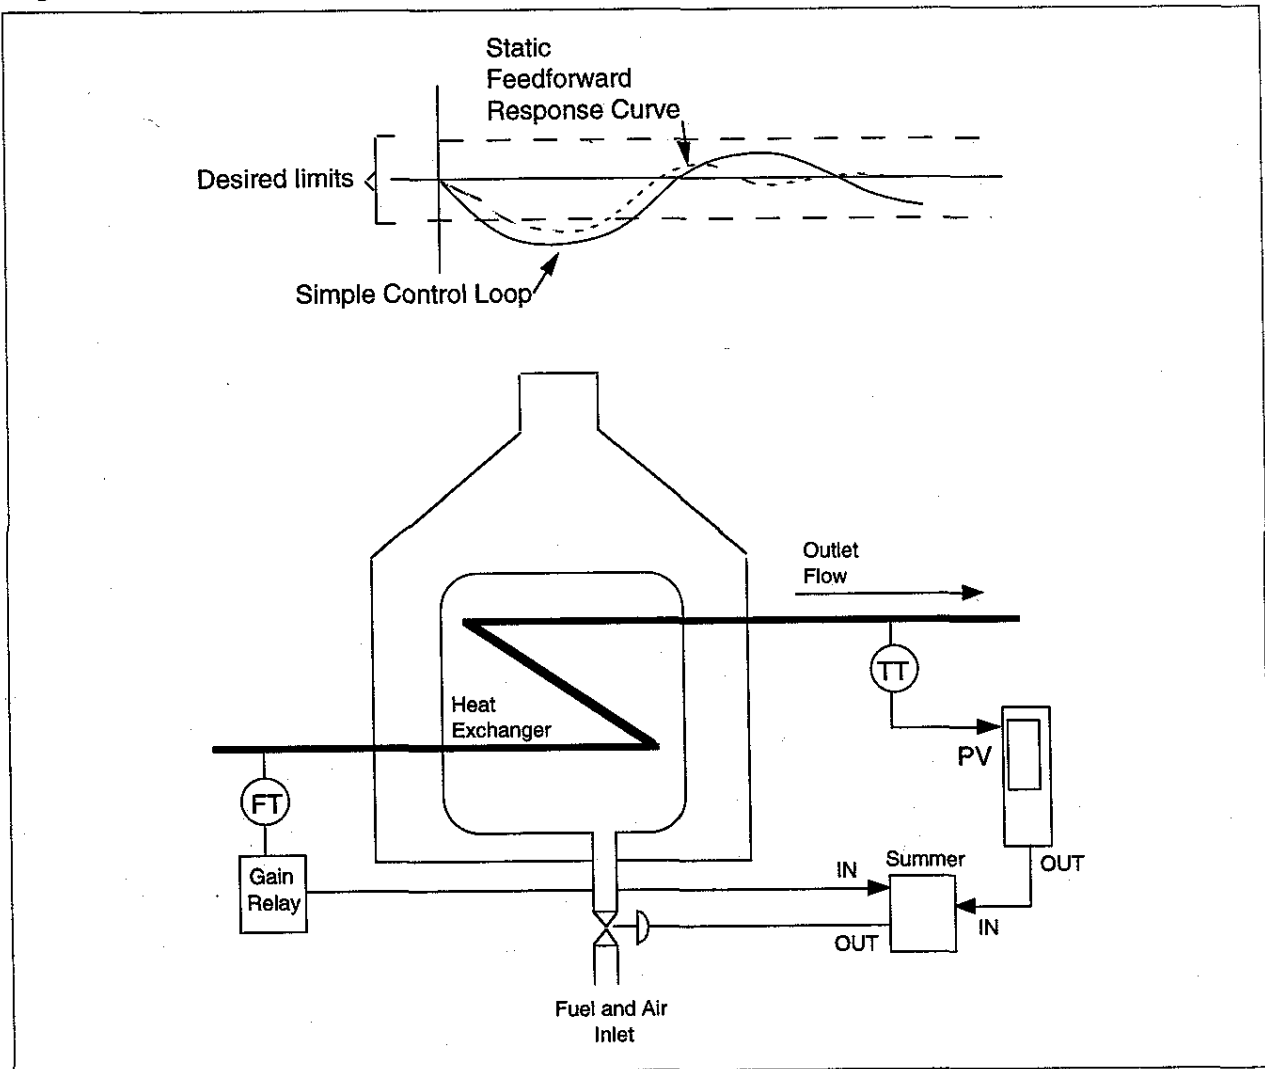 Static
Feedforward
Response Curve
Desired limits
Simple Control Loop
Outlet
Flow
TT
Heat
Exchanger
PV
FT
Gain
Relay
IN
Summer
OUT
OUT
IN
Fuel and Air
Inlet